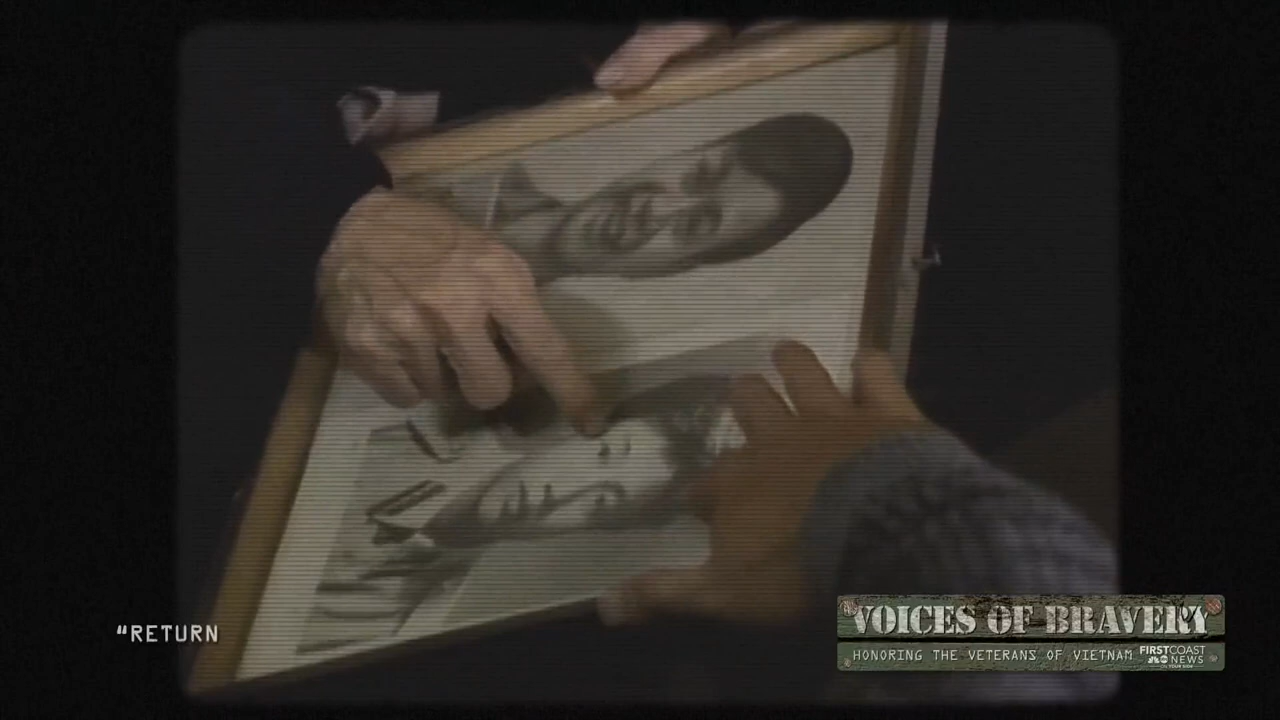 "RETURN
VOICES OF BRAVERY
HONORING THE VETERANS OF VIETNAM
FIRST COAST
NEWS